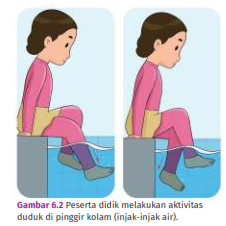 Gambar 6.2 Peserta didik melakukan aktivitas
duduk di pinggir kolam (injak-injak air).